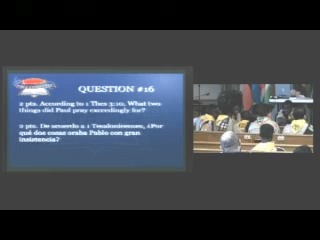 QUESTION #16
2 pts. According to 1 Thes 3:10, What two
things did Paul pray exceedingly for?
2 pts. De acuerdo a 1 Tesalonicenses, ¿Por
qué dos cosas oraba Pablo con gran
insistencia?